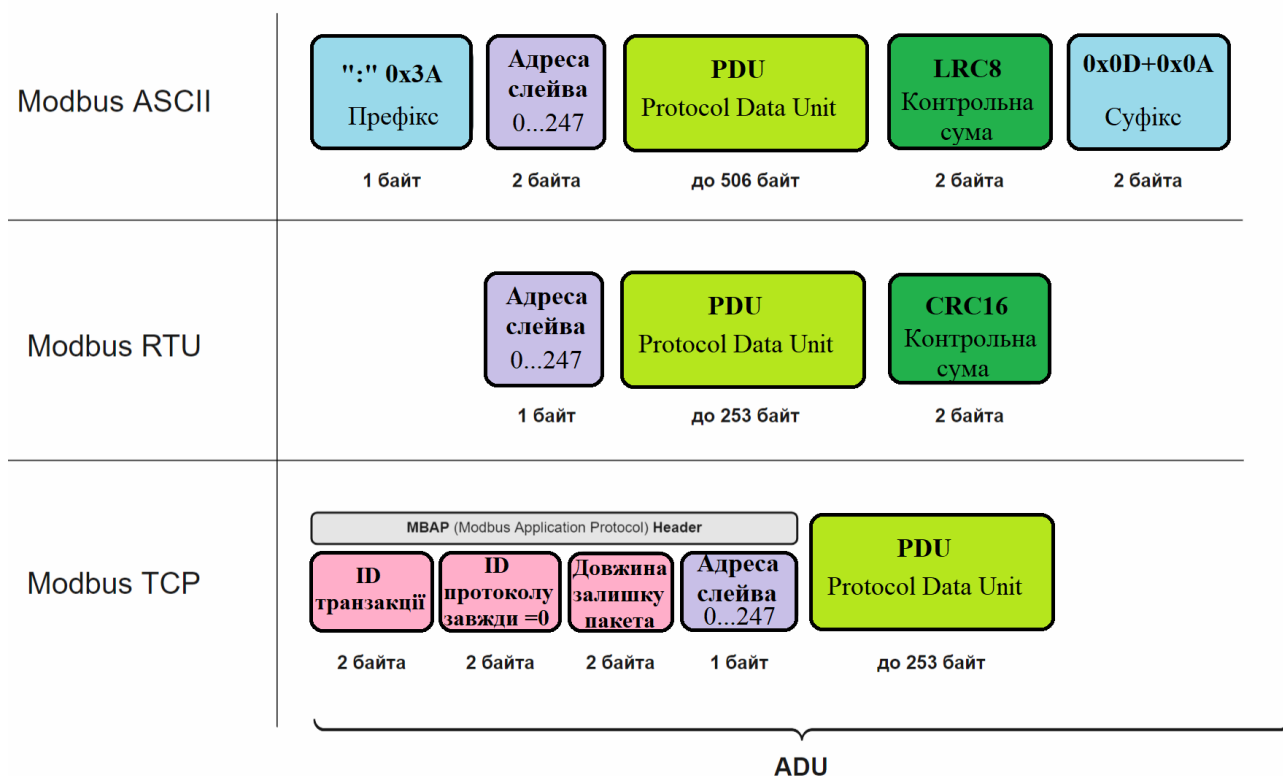 Modbus ASCII
":" 0x3A
Префікс
1 байт
Адреса
слейва
0...247
2 байта
PDU
Protocol Data Unit
до 506 байт
LRC8
Контрольна
сума
2 байта
0x0D+0x0A
Суфікс
2 байта
Modbus RTU
Адреса
слейва
0...247
1 байт
PDU
Protocol Data Unit
до 253 байт
CRC16
Контрольна
сума
2 байта
Modbus TCP
MBAP (Modbus Application Protocol) Header
ID
транзакції
2 байта
ID
протоколу
завжди =0
2 байта
Довжина
залишку
пакета
2 байта
Адреса
слейва
0...247
1 байт
PDU
Protocol Data Unit
до 253 байт
ADU